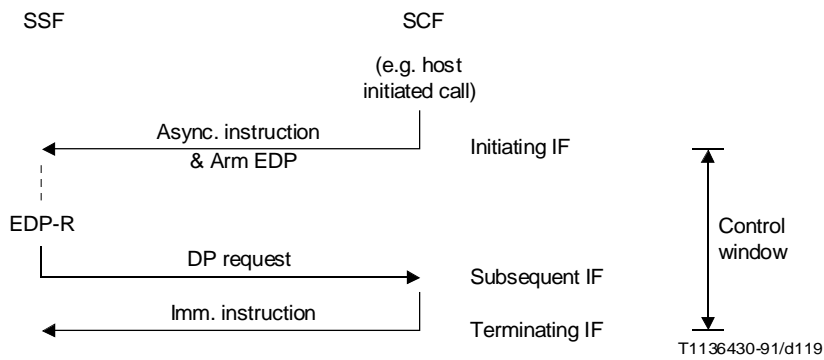 SSF
SCF
(e.g. host
initiated call)
Async. instruction
& Arm EDP
Initiating IF
EDP-R
Control
window
DP request
Subsequent IF
Imm. instruction
Terminating IF
T1136430-91/d119